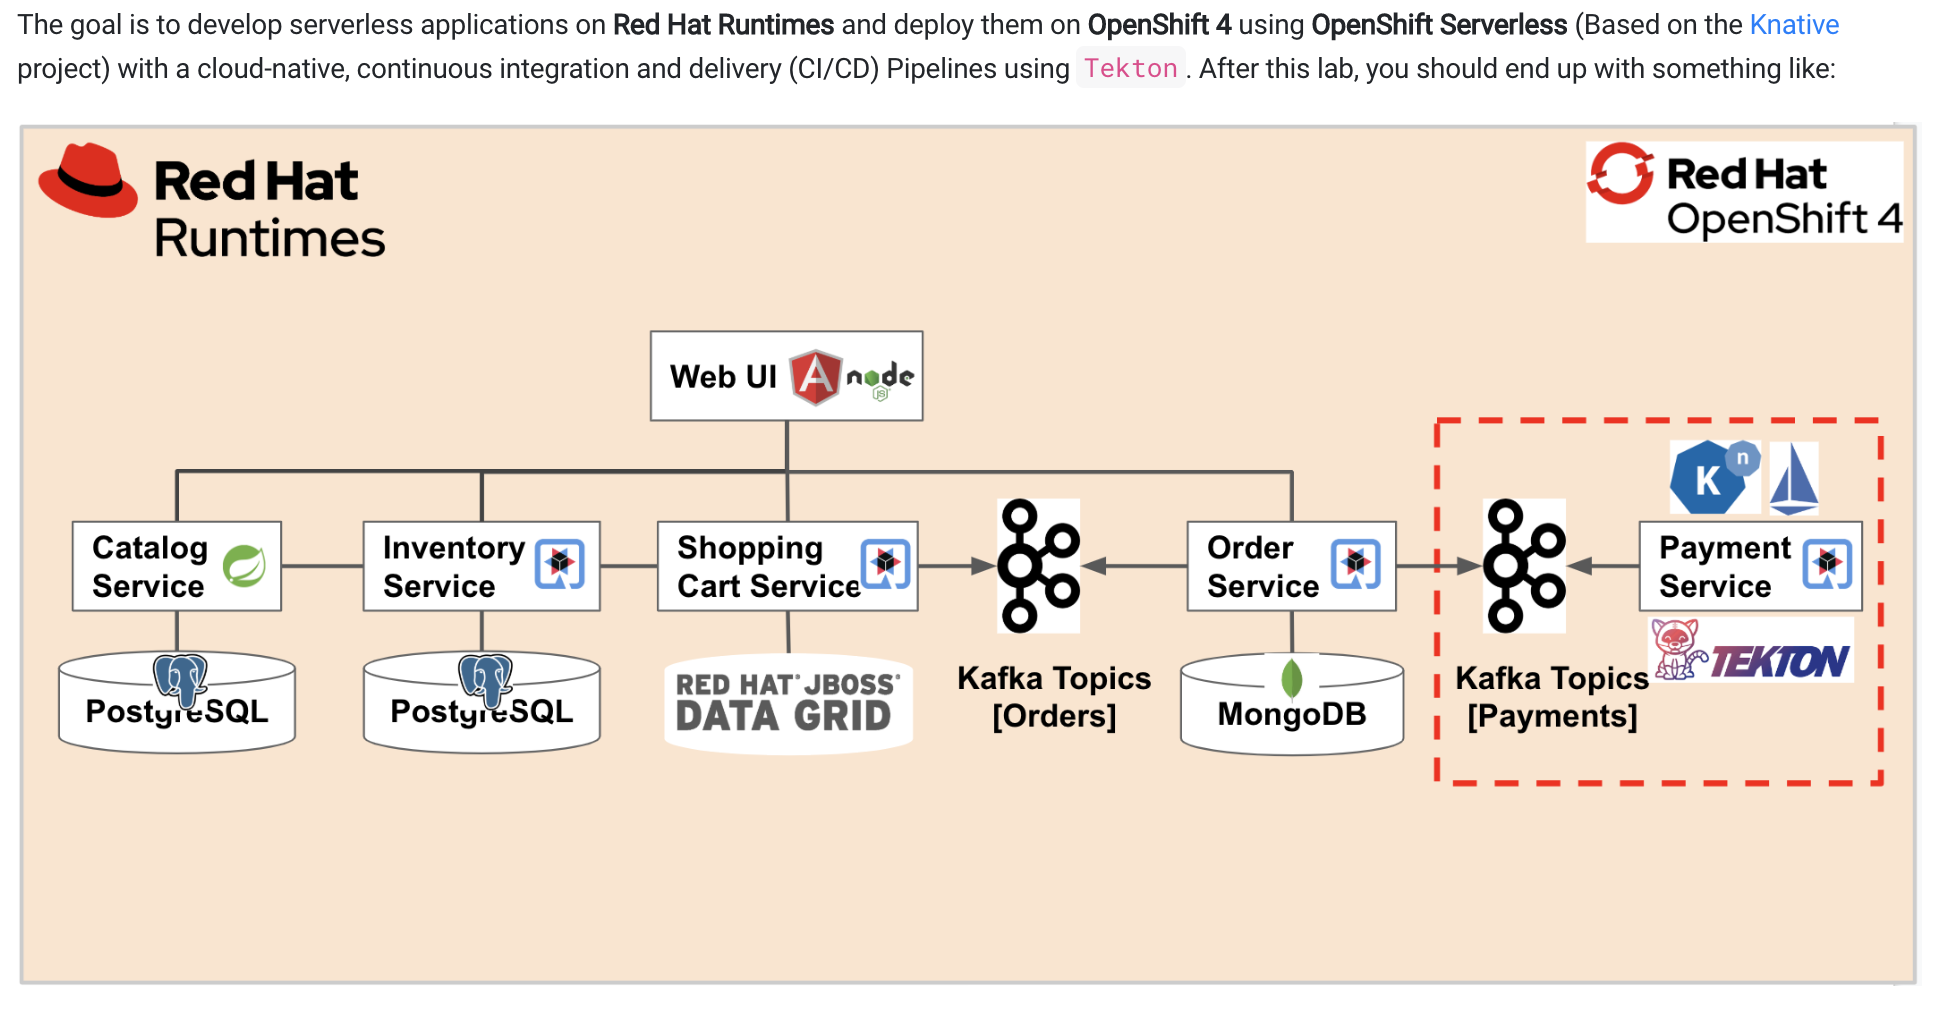 The goal is to develop serverless applications on Red Hat Runtimes and deploy them on OpenShift 4 using OpenShift Serverless (Based on the Knative
project) with a cloud-native, continuous integration and delivery (CI/CD) Pipelines using Tekton. After this lab, you should end up with something like:
Red Hat
Runtimes
Red Hat
OpenShift 4
Web UI
A
node
JS
K
n
Catalog
Service
Inventory
Service
Shopping
Cart Service
Order
Service
Payment
Service
PostgreSQL
PostgreSQL
RED HAT JBOSS
DATA GRID
Kafka Topics
[Orders]
MongoDB
Kafka Topics
[Payments]
TEKTON